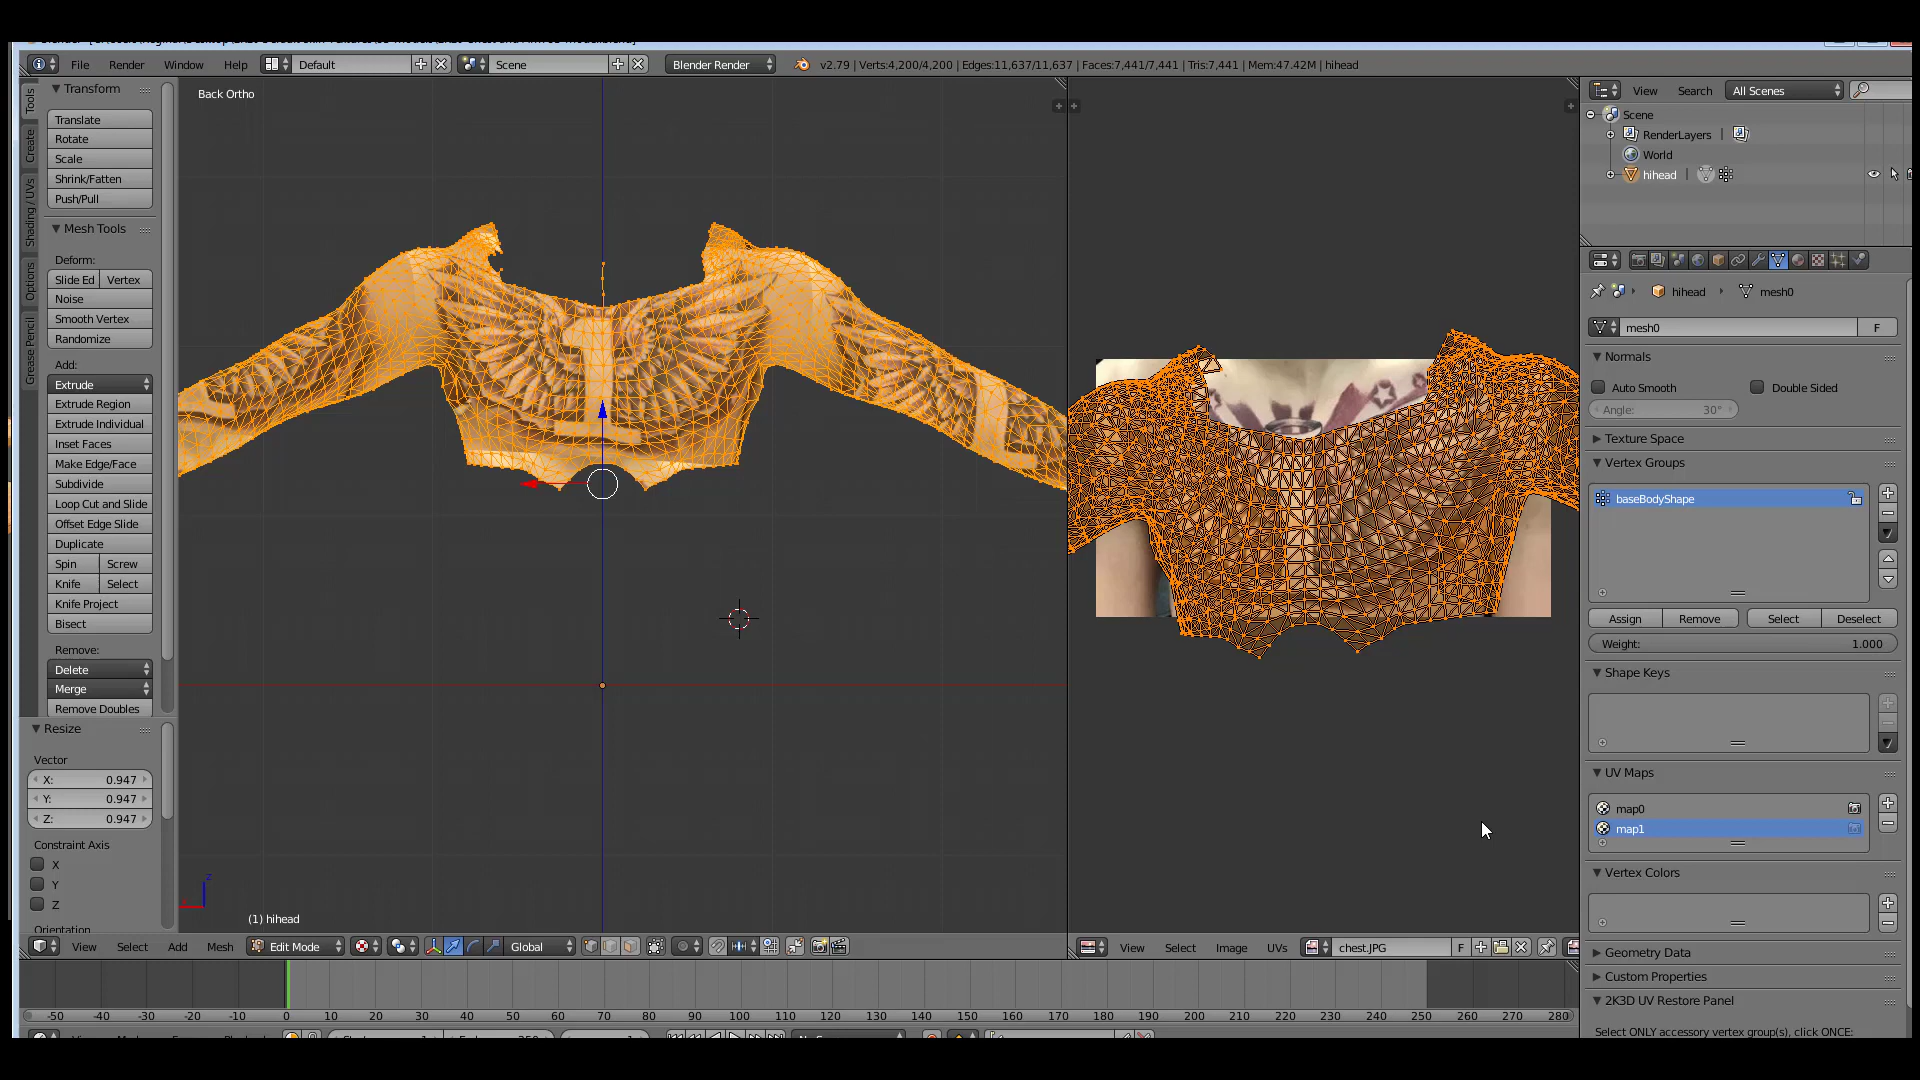 File Render Window Help Default Scene Blender Render v2.79 | Verts:4,200/4,200 | Edges:11,637/11,637 | Faces:7,441/7,441 | Tris:7,441 | Mem:47.42M | hihead
Tools
Create
Shading / UVs
Options
Grease Pencil
Transform
Translate
Rotate
Scale
Shrink/Fatten
Push/Pull
Mesh Tools
Deform:
Slide Ed Vertex
Noise
Smooth Vertex
Randomize
Add:
Extrude
Extrude Region
Extrude Individual
Inset Faces
Make Edge/Face
Subdivide
Loop Cut and Slide
Offset Edge Slide
Duplicate
Spin Screw
Knife Select
Knife Project
Bisect
Remove:
Delete
Merge
Remove Doubles
Resize
Vector
X: 0.947
Y: 0.947
Z: 0.947
Constraint Axis
X
Y
Z
Orientation
Back Ortho
(1) hihead
z
View Select Add Mesh Edit Mode Global
View Select Image UVs chest.JPG F
-50 -40 -30 -20 -10 0 10 20 30 40 50 60 70 80 90 100 110 120 130 140 150 160 170 180 190 200 210 220 230 240 250 260 270 280
View Search All Scenes
Scene
RenderLayers |
World
hihead |
hihead mesh0
mesh0 F
Normals
Auto Smooth Double Sided
Angle: 30°
Texture Space
Vertex Groups
baseBodyShape
Assign Remove Select Deselect
Weight: 1.000
Shape Keys
UV Maps
map0
map1
Vertex Colors
Geometry Data
Custom Properties
2K3D UV Restore Panel
Select ONLY accessory vertex group(s), click ONCE: